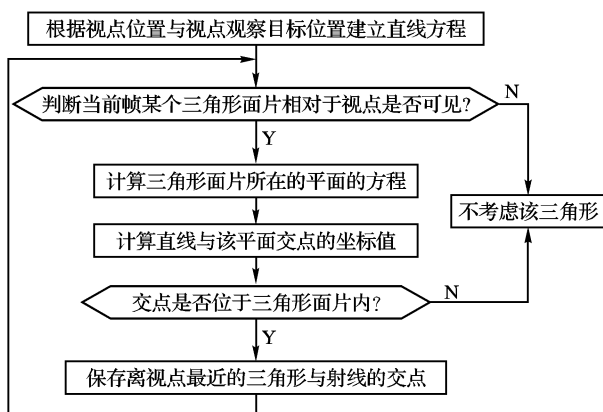 根据视点位置与视点观察目标位置建立直线方程
判断当前帧某个三角形面片相对于视点是否可见?
N
Y
计算三角形面片所在的平面的方程
不考虑该三角形
计算直线与该平面交点的坐标值
交点是否位于三角形面片内?
N
Y
保存离视点最近的三角形与射线的交点